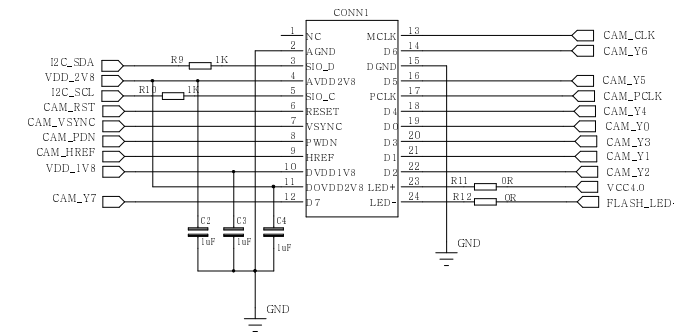 CONN1
1 NC MCLK 13 CAM_CLK
2 AGND D6 14 CAM_Y6
I2C_SDA R9 1K 3 SIO_D DGND 15
VDD_2V8 4 AVDD2V8 D5 16 CAM_Y5
I2C_SCL R10 1K 5 SIO_C PCLK 17 CAM_PCLK
CAM_RST 6 RESET D4 18 CAM_Y4
CAM_VSYNC 7 VSYNC D0 19 CAM_Y0
CAM_PDN 8 PWDN D3 20 CAM_Y3
CAM_HREF 9 HREF D1 21 CAM_Y1
VDD_1V8 10 DVDD1V8 D2 22 CAM_Y2
11 DOVDD2V8 LED+ 23 R11 0R VCC4.0
CAM_Y7 12 D7 LED- 24 R12 0R FLASH_LED-
C2 C3 C4
1uF 1uF 1uF
GND
GND